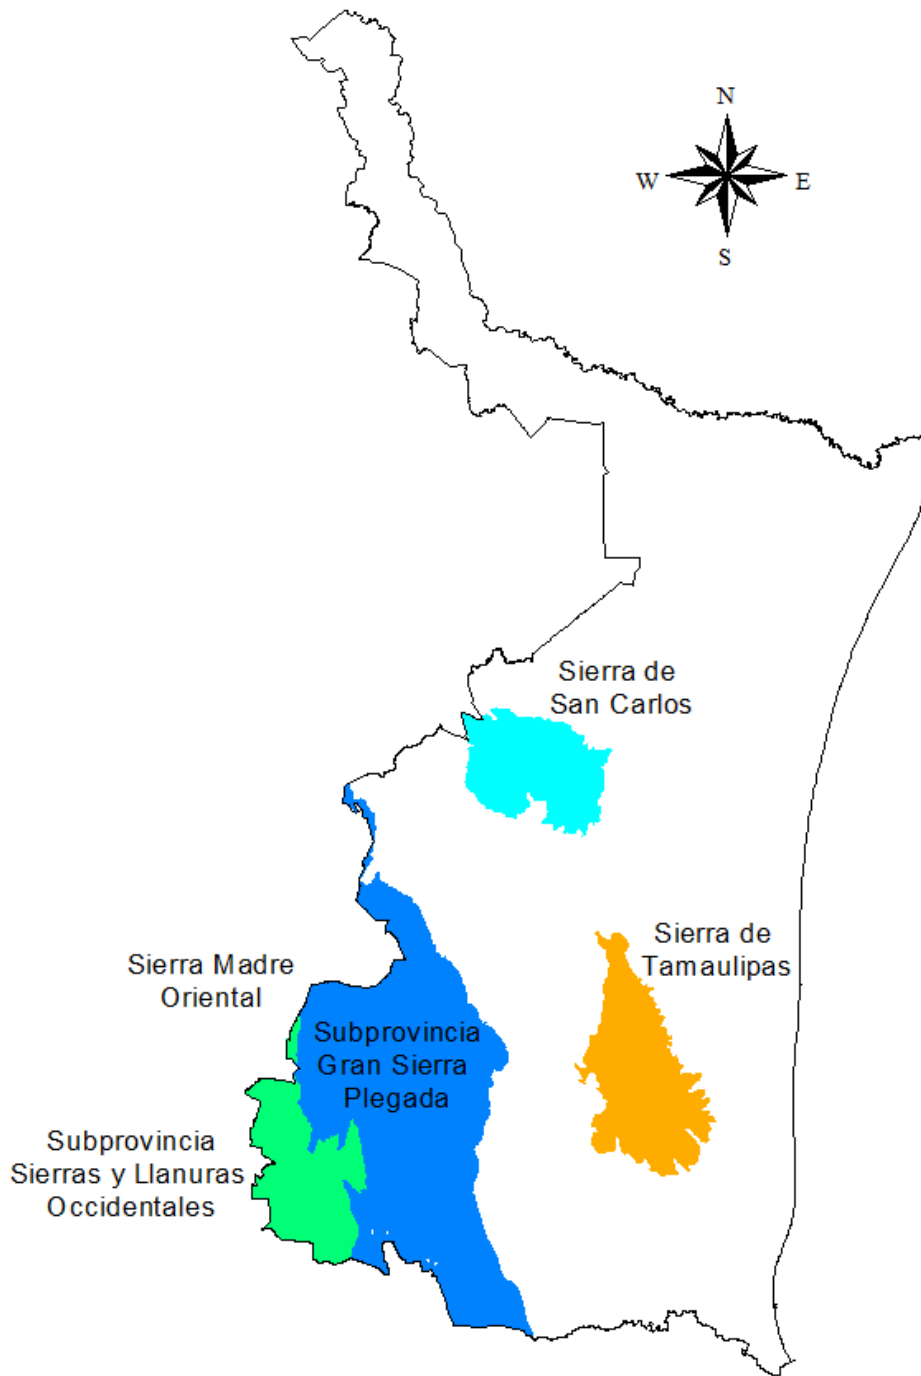 N
W
E
S
Sierra de
San Carlos
Sierra de
Tamaulipas
Sierra Madre
Oriental
Subprovincia
Gran Sierra
Plegada
Subprovincia
Sierras y Llanuras
Occidentales